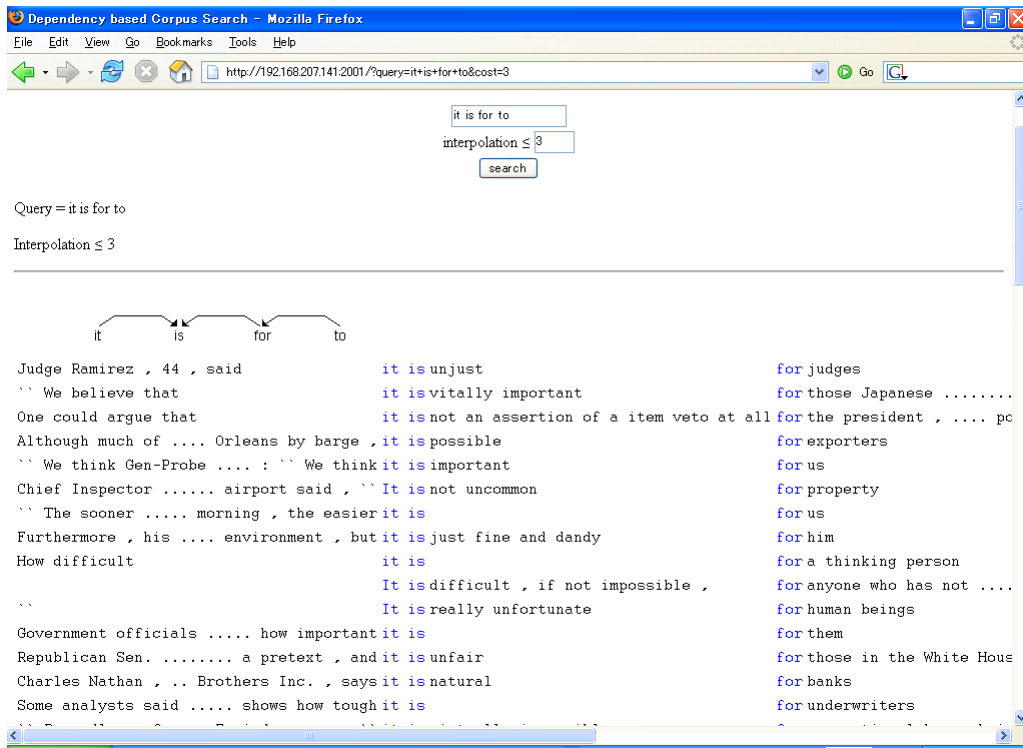 Dependency based Corpus Search - Mozilla Firefox
File Edit View Go Bookmarks Tools Help
http://192.168.207.141:2001/?query=it+is+for+to&cost=3 Go G
it is for to
interpolation ≤ 3
search
Query = it is for to
Interpolation ≤ 3
it is for to
Judge Ramirez , 44 , said it is unjust for judges
`` We believe that it is vitally important for those Japanese ........
One could argue that it is not an assertion of a item veto at all for the president , .... po
Although much of .... Orleans by barge , it is possible for exporters
`` We think Gen-Probe .... : `` We think it is important for us
Chief Inspector ...... airport said , `` It is not uncommon for property
`` The sooner ..... morning , the easier it is for us
Furthermore , his .... environment , but it is just fine and dandy for him
How difficult it is for a thinking person
It is difficult , if not impossible , for anyone who has not ....
`` It is really unfortunate for human beings
Government officials ..... how important it is for them
Republican Sen. ........ a pretext , and it is unfair for those in the White Hous
Charles Nathan , .. Brothers Inc. , says it is natural for banks
Some analysts said ..... shows how tough it is for underwriters